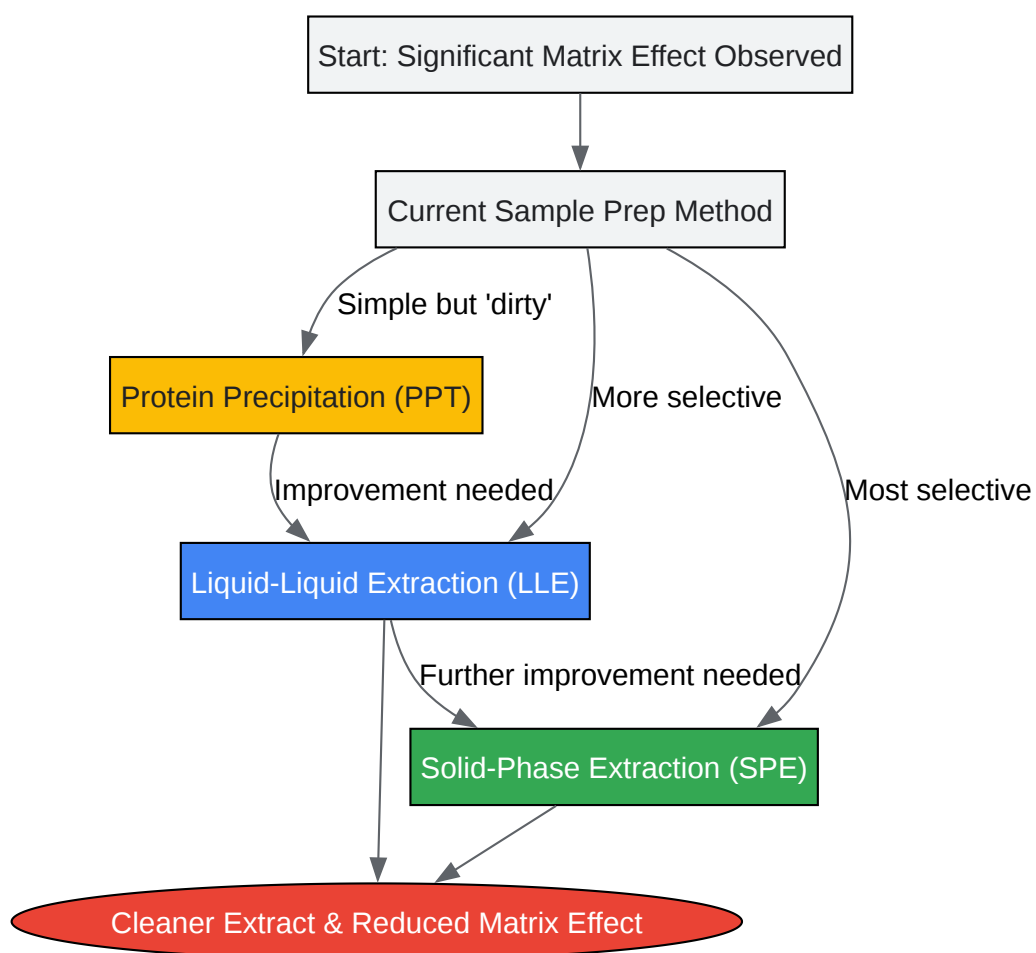 Start: Significant Matrix Effect Observed
Current Sample Prep Method
Simple but 'dirty'
Protein Precipitation (PPT)
More selective
Improvement needed
Most selective
Liquid-Liquid Extraction (LLE)
Further improvement needed
Solid-Phase Extraction (SPE)
Cleaner Extract & Reduced Matrix Effect